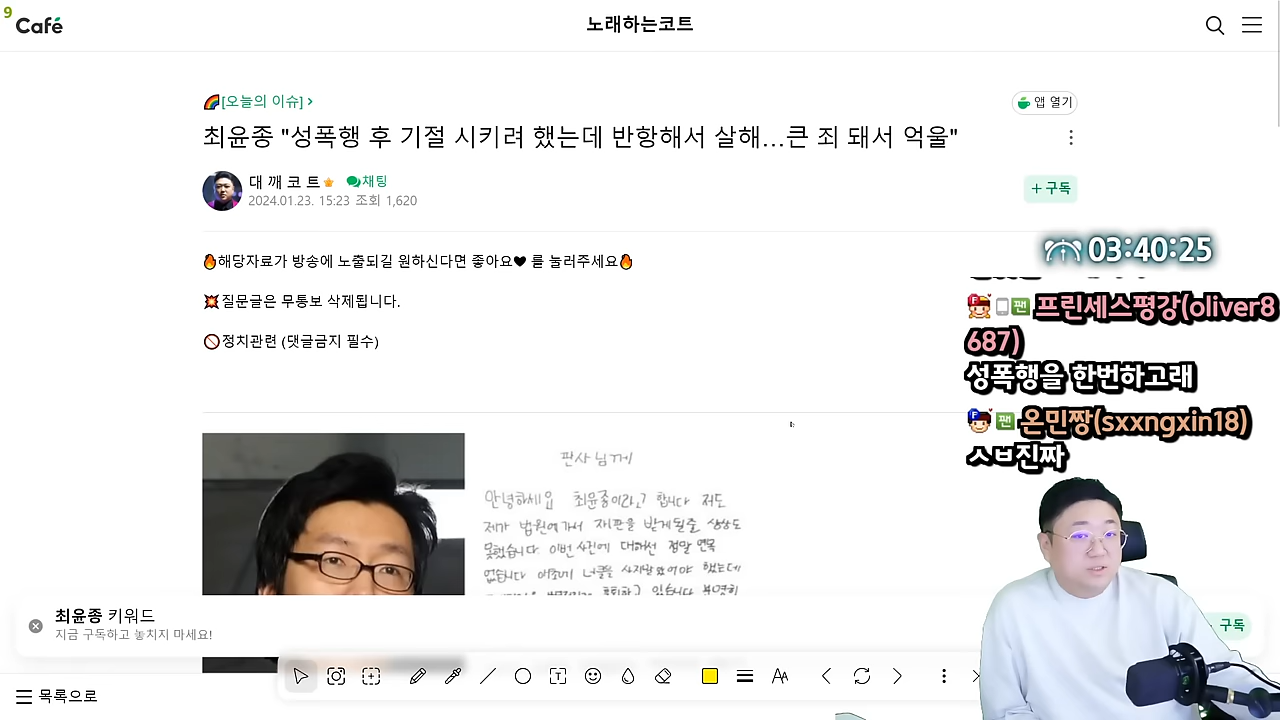 9
Café
노래하는코트
🌈[오늘의 이슈] >
앱 열기
최윤종 "성폭행 후 기절 시키려 했는데 반항해서 살해...큰 죄 돼서 억울"
대 깨 코 트 채팅
+ 구독
2024.01.23. 15:23 조회 1,620
🔥해당자료가 방송에 노출되길 원하신다면 좋아요🖤 를 눌러주세요🔥
03:40:25
💥질문글은 무통보 삭제됩니다.
팬 프린세스평강(oliver8
687)
🚫정치관련 (댓글금지 필수)
성폭행을 한번하고래
팬 온민짱(sxxngxin18)
ㅅㅂ진짜
판사님께
안녕하세요 최윤종이라고 합니다 저도
제가 법원에가서 재판을 받게될줄 상상도
못했습니다. 이번 사건에 대해선 정말 면목
없습니다
최윤종 키워드
지금 구독하고 놓치지 마세요!
구독
목록으로